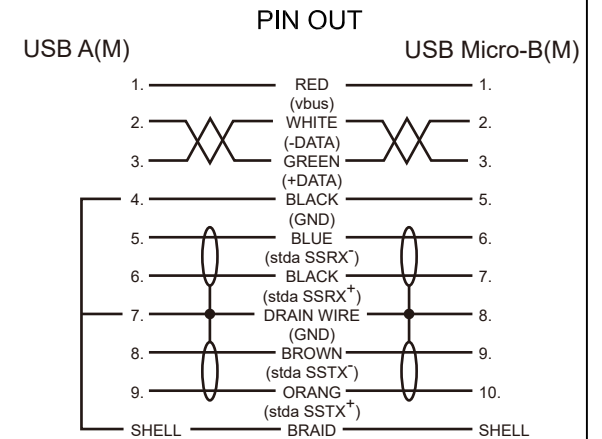 PIN OUT
USB A(M) USB Micro-B(M)
1. RED 1.
(vbus)
2. WHITE 2.
(-DATA)
3. GREEN 3.
(+DATA)
4. BLACK 5.
(GND)
5. BLUE 6.
(stda SSRX⁻)
6. BLACK 7.
(stda SSRX⁺)
7. DRAIN WIRE 8.
(GND)
8. BROWN 9.
(stda SSTX⁻)
9. ORANG 10.
(stda SSTX⁺)
SHELL BRAID SHELL